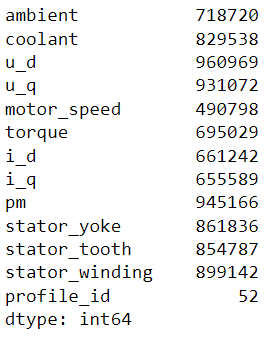 ambient 718720
coolant 829538
u_d 960969
u_q 931072
motor_speed 490798
torque 695029
i_d 661242
i_q 655589
pm 945166
stator_yoke 861836
stator_tooth 854787
stator_winding 899142
profile_id 52
dtype: int64